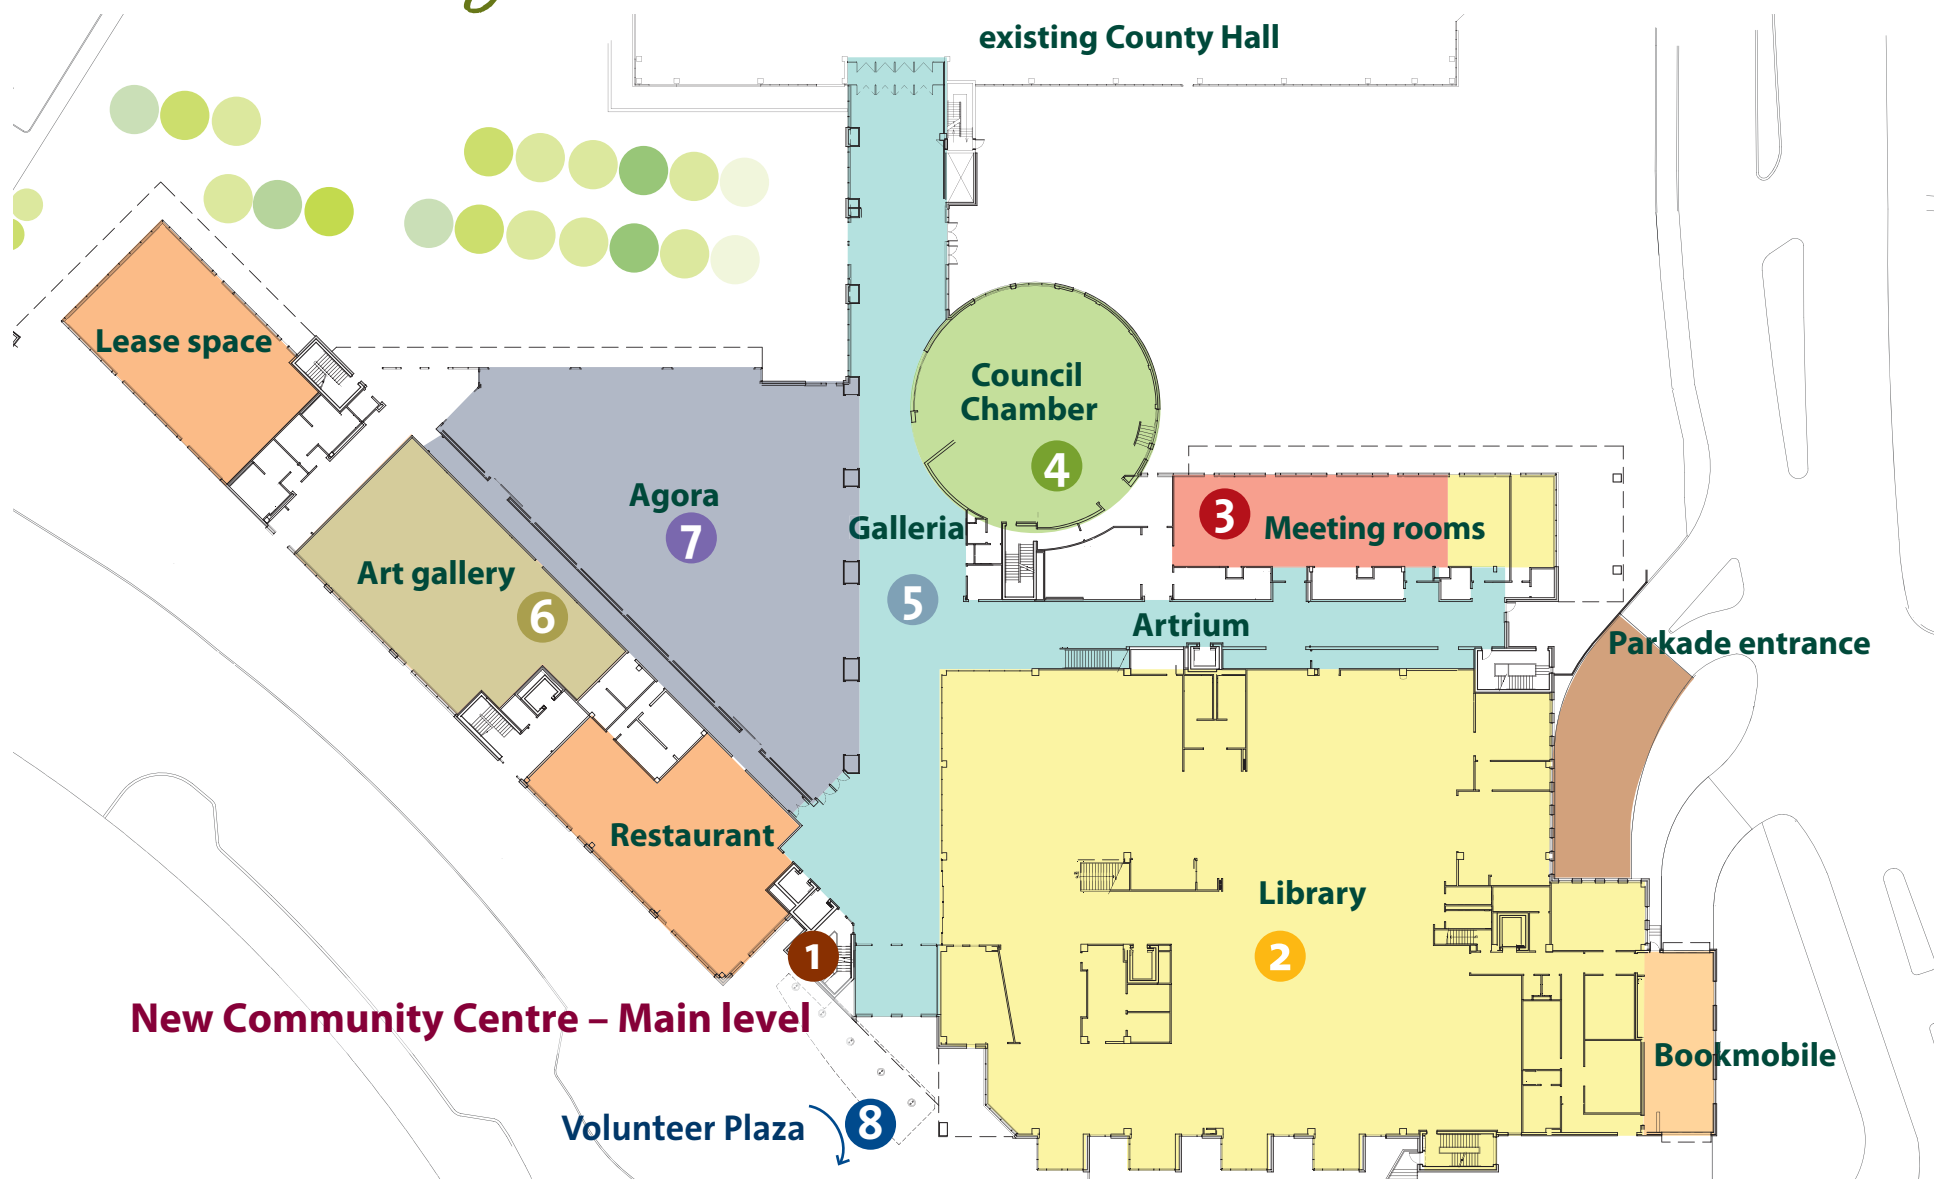 existing County Hall
Lease space
Council
Chamber
4
Agora
7
Galleria
3
Meeting rooms
Art gallery
6
5
Artrium
Parkade entrance
Restaurant
Library
2
1
New Community Centre – Main level
Bookmobile
Volunteer Plaza
8